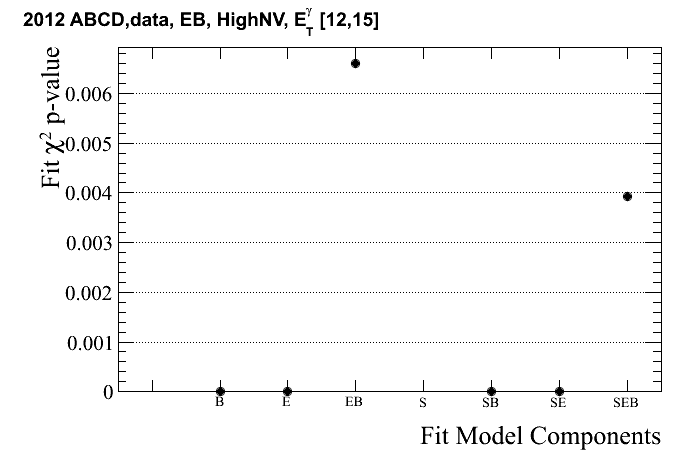 2012 ABCD,data, EB, HighNV, E_T^γ [12,15]
Fit χ² p-value
0.006
0.005
0.004
0.003
0.002
0.001
0
B E EB S SB SE SEB
Fit Model Components